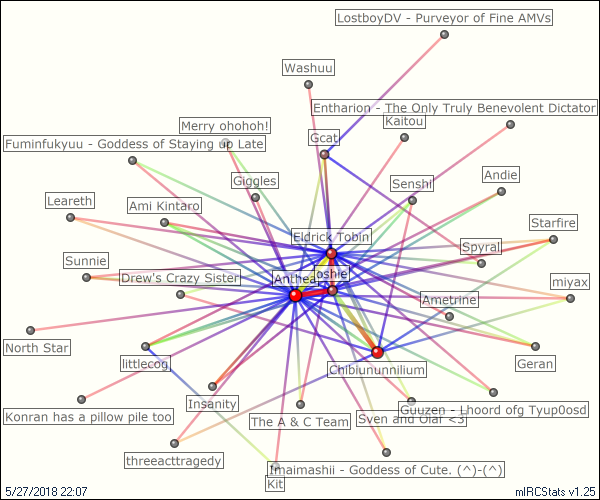 LostboyDV - Purveyor of Fine AMVs
Washuu
Entharion - The Only Truly Benevolent Dictator
Merry ohohoh!
Kaitou
Gcat
Fuminfukyuu - Goddess of Staying up Late
Giggles
Senshi
Andie
Leareth
Ami Kintaro
Starfire
Eldrick Tobin
Spyral
Sunnie
Drew's Crazy Sister
Anthea
oshie
miyax
Ametrine
North Star
littlecog
Geran
Chibiununnilium
Insanity
Konran has a pillow pile too
The A & C Team
Guuzen - Lhoord ofg Tyup0osd
Sven and Olaf <3
threeacttragedy
Imaimashii - Goddess of Cute. (^)-(^)
Kit
5/27/2018 22:07
mIRCStats v1.25